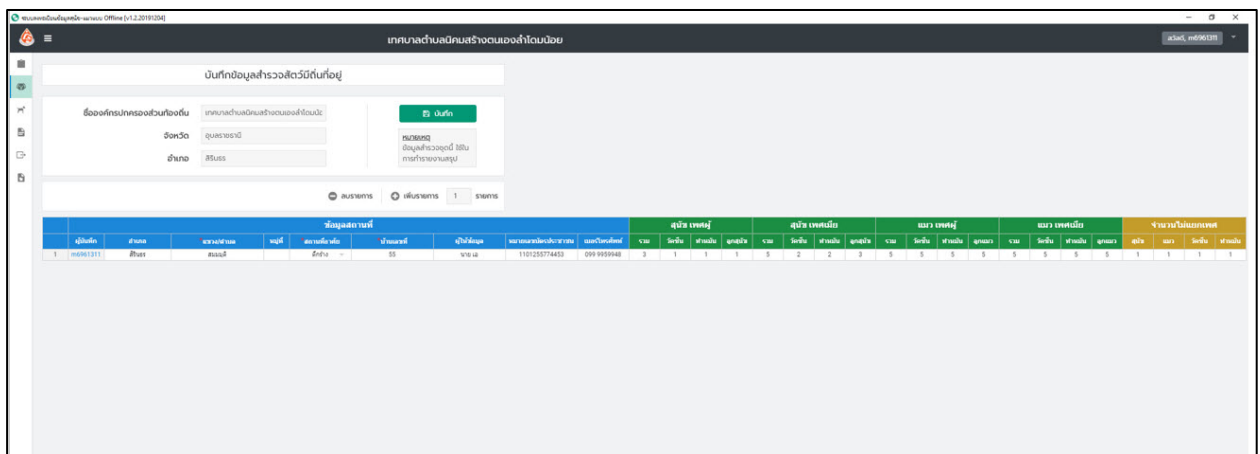 ระบบลงทะเบียนข้อมูลสุนัข-แมวแบบ Offline [v1.2.20191204]
เทศบาลตำบลนิคมสร้างตนเองลำโดมน้อย
สวัสดี, m6961311
บันทึกข้อมูลสำรวจสัตว์มีถิ่นที่อยู่
ชื่อองค์กรปกครองส่วนท้องถิ่น เทศบาลตำบลนิคมสร้างตนเองลำโดมน้อ
บันทึก
จังหวัด อุบลราชธานี
หมายเหตุ
ข้อมูลสำรวจชุดนี้ ใช้ใน
อำเภอ สิรินธร
การทำรายงานสรุป
ลบรายการ เพิ่มรายการ 1 รายการ
ข้อมูลสถานที่ สุนัข เพศผู้ สุนัข เพศเมีย แมว เพศผู้ แมว เพศเมีย จำนวนไม่แยกเพศ
ผู้บันทึก อำเภอ แขวง/ตำบล หมู่ที่ สถานที่อาศัย บ้านเลขที่ ผู้ให้ข้อมูล หมายเลขบัตรประชาชน เบอร์โทรศัพท์ รวม วัคซีน ทำหมัน ลูกสุนัข รวม วัคซีน ทำหมัน ลูกสุนัข รวม วัคซีน ทำหมัน ลูกแมว รวม วัคซีน ทำหมัน ลูกแมว สุนัข แมว วัคซีน ทำหมัน
1 m6961311 สิรินธร ตึกร้าง 55 นาย เอ 1101255774453 099 9959948 3 1 1 1 5 2 2 3 5 5 5 5 5 5 5 5 1 1 1 1